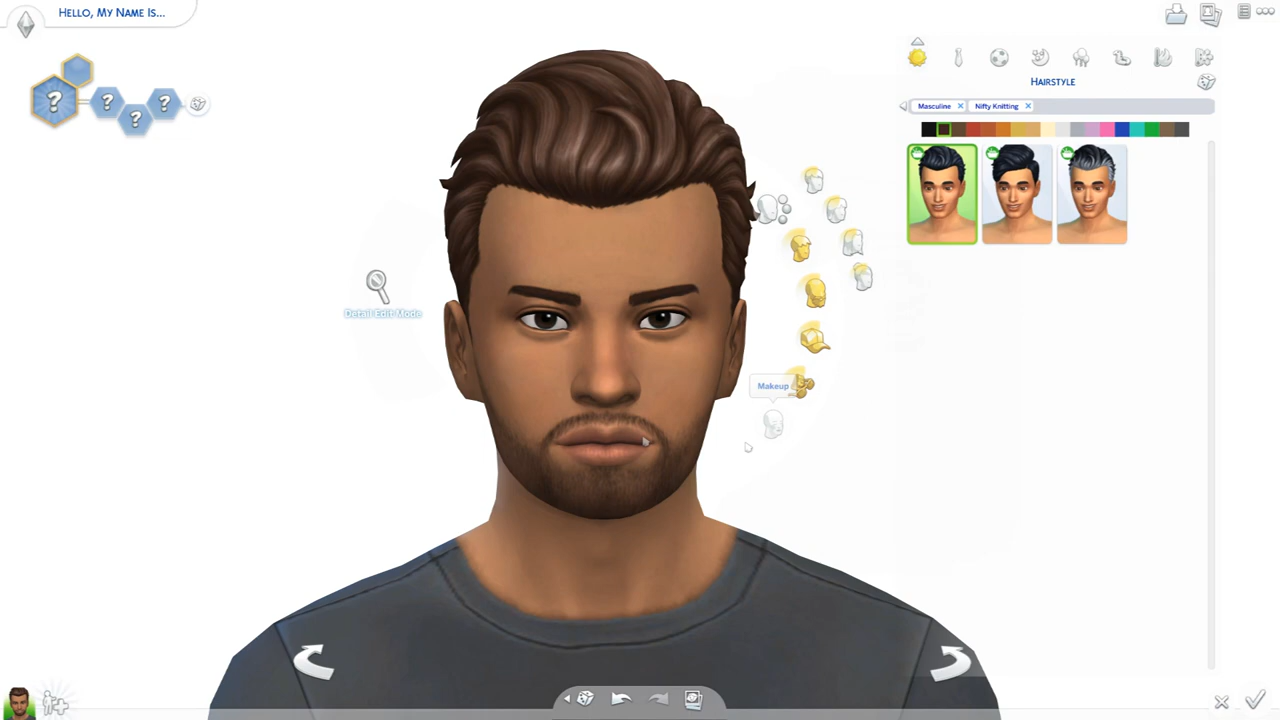 Hello, My Name Is...
Hairstyle
Masculine
Nifty Knitting
Detail Edit Mode
Makeup